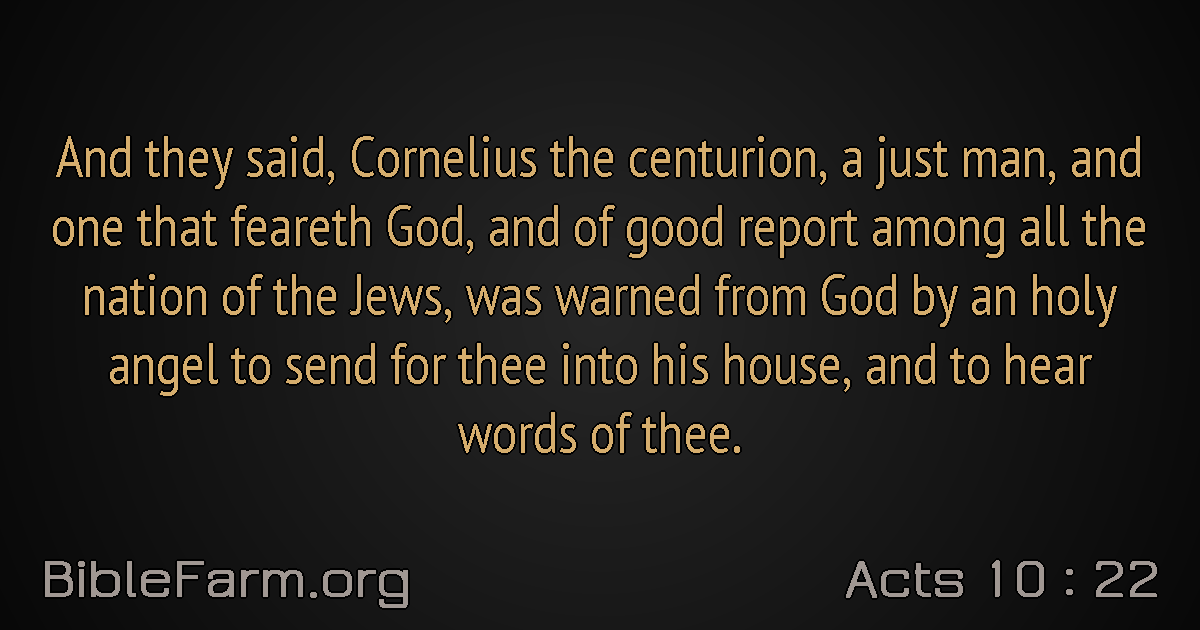 And they said, Cornelius the centurion, a just man, and
one that feareth God, and of good report among all the
nation of the Jews, was warned from God by an holy
angel to send for thee into his house, and to hear
words of thee.
BibleFarm.org
Acts 10 : 22